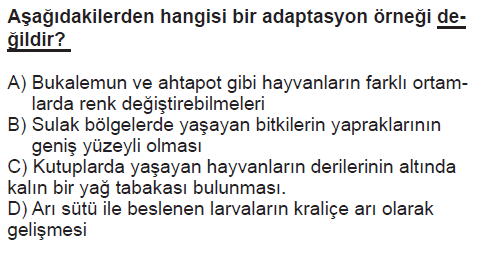 Aşağıdakilerden hangisi bir adaptasyon örneği de-
ğildir?
A) Bukalemun ve ahtapot gibi hayvanların farklı ortam-
larda renk değiştirebilmeleri
B) Sulak bölgelerde yaşayan bitkilerin yapraklarının
geniş yüzeyli olması
C) Kutuplarda yaşayan hayvanların derilerinin altında
kalın bir yağ tabakası bulunması.
D) Arı sütü ile beslenen larvaların kraliçe arı olarak
gelişmesi